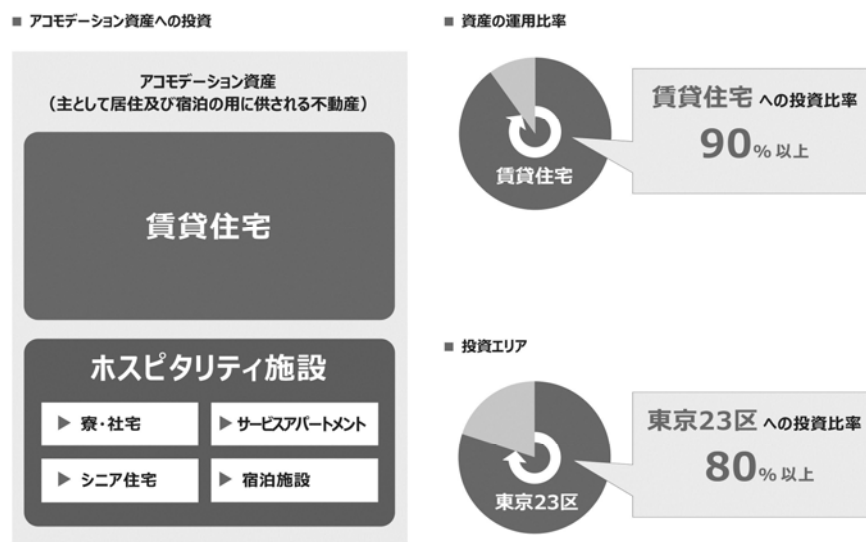 ■ アコモデーション資産への投資
アコモデーション資産
（主として居住及び宿泊の用に供される不動産）
賃貸住宅
ホスピタリティ施設
▶ 寮・社宅
▶ サービスアパートメント
▶ シニア住宅
▶ 宿泊施設
■ 資産の運用比率
賃貸住宅
賃貸住宅 への投資比率
90% 以上
■ 投資エリア
東京23区
東京23区 への投資比率
80% 以上